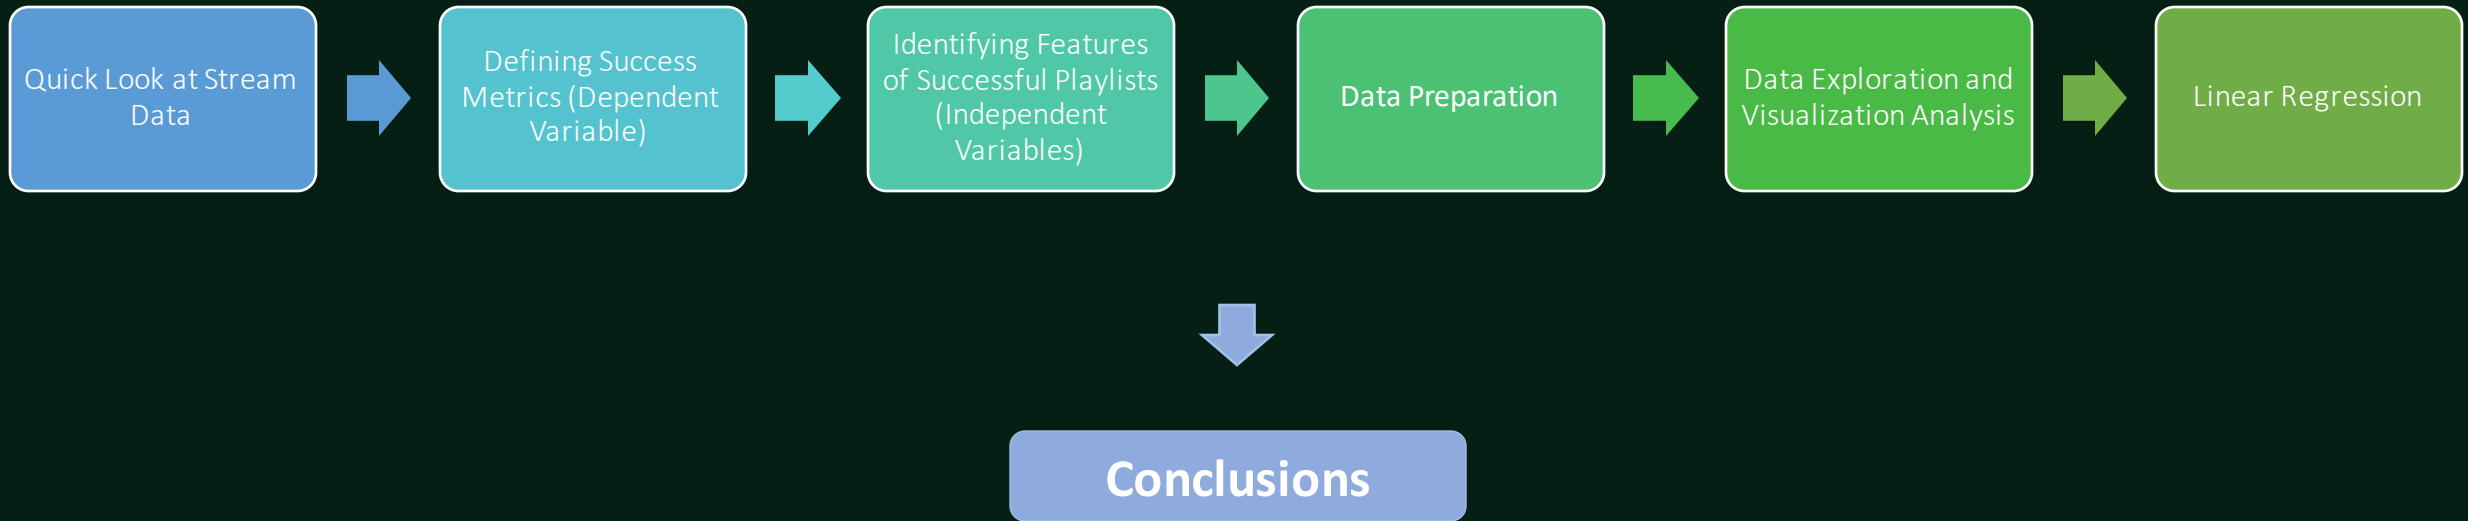 Quick Look at Stream
Data
Defining Success
Metrics (Dependent
Variable)
Identifying Features
of Successful Playlists
(Independent
Variables)
Data Preparation
Data Exploration and
Visualization Analysis
Linear Regression
Conclusions